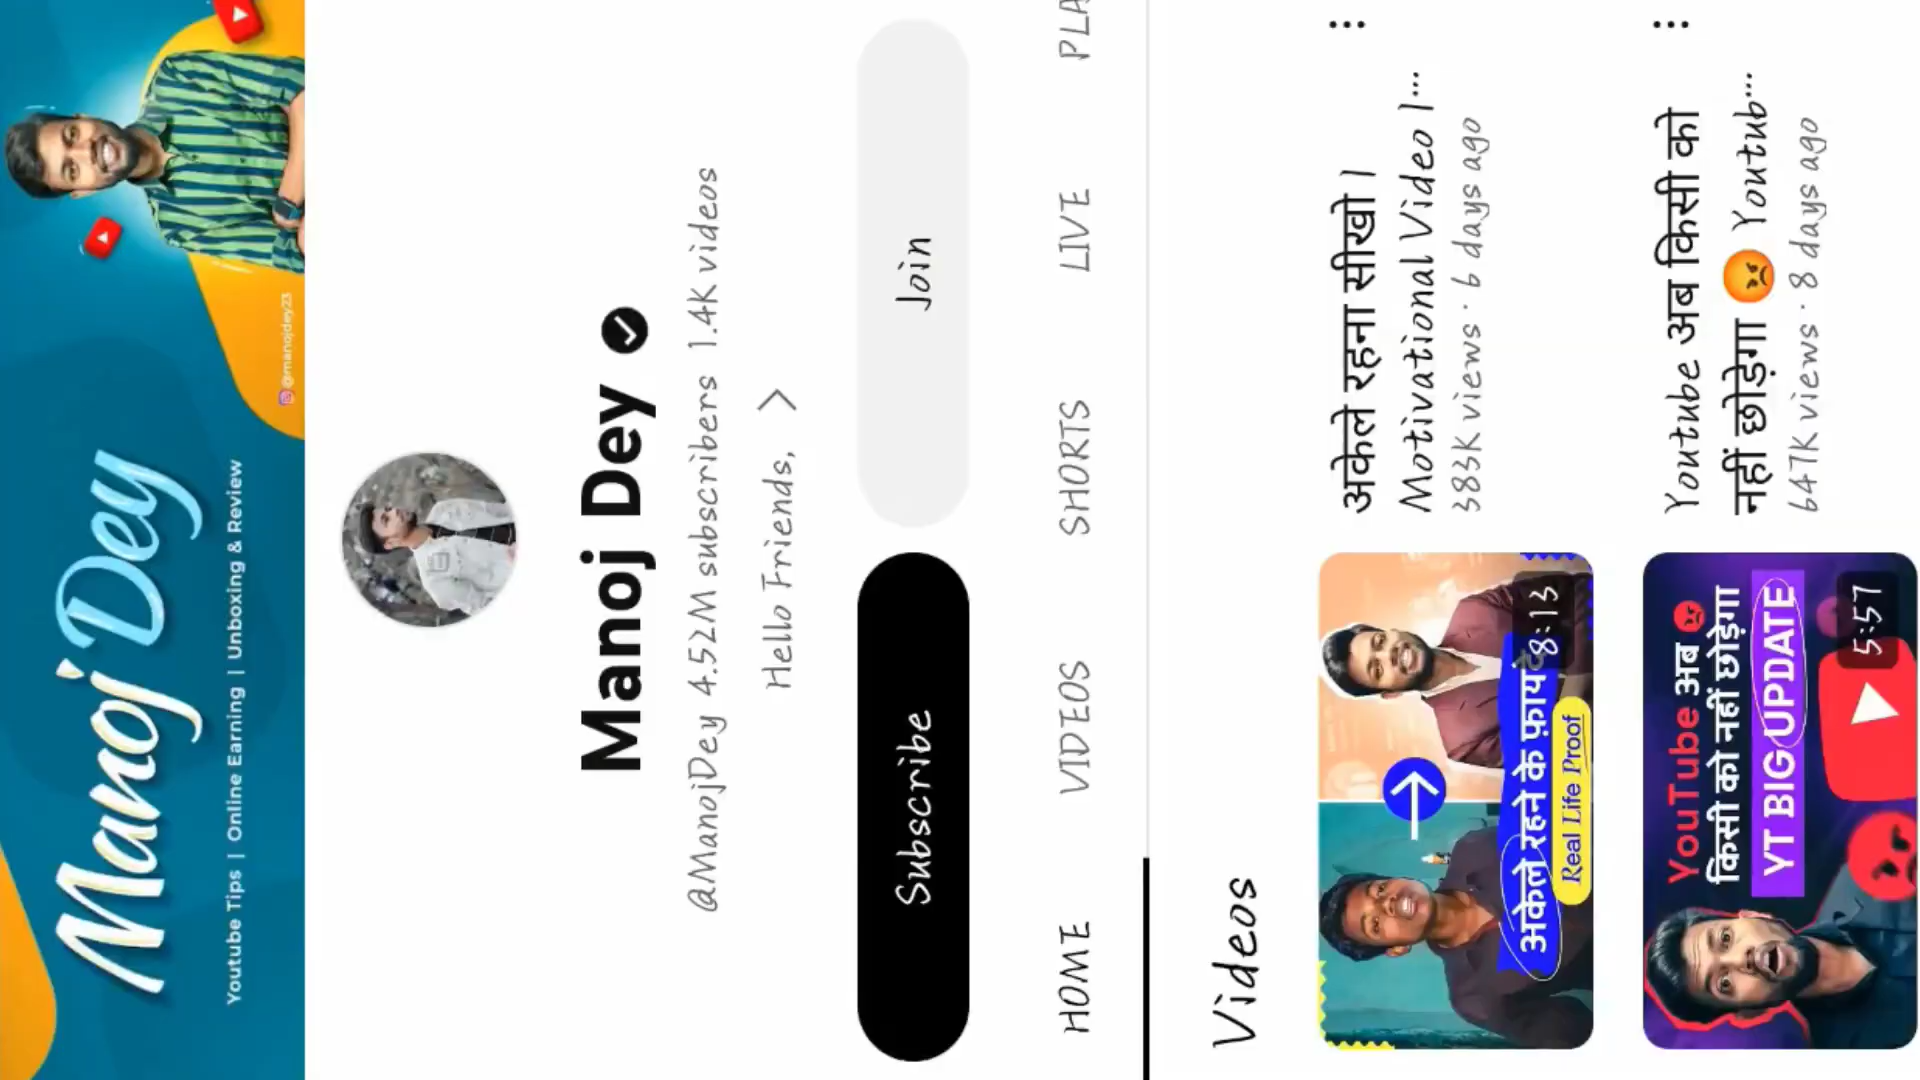 Manoj Dey
Youtube Tips | Online Earning | Unboxing & Review
@manojdey23
Manoj Dey
@ManojDey 4.52M subscribers 1.4K videos
Hello Friends,
Subscribe
Join
HOME
VIDEOS
SHORTS
LIVE
PLA
Videos
अकेले रहने के फ़ायदे
Real Life Proof
8:13
अकेले रहना सीखो |
Motivational Video |...
383K views · 6 days ago
YouTube अब
किसी को नहीं छोड़ेगा
YT BIG UPDATE
5:57
Youtube अब किसी को
नहीं छोड़ेगा 😡 Youtub...
647K views · 8 days ago